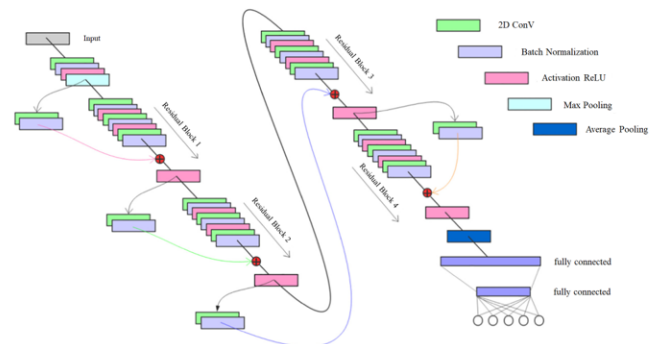 Input
Residual Block 1
Residual Block 2
Residual Block 3
Residual Block 4
2D ConV
Batch Normalization
Activation ReLU
Max Pooling
Average Pooling
fully connected
fully connected